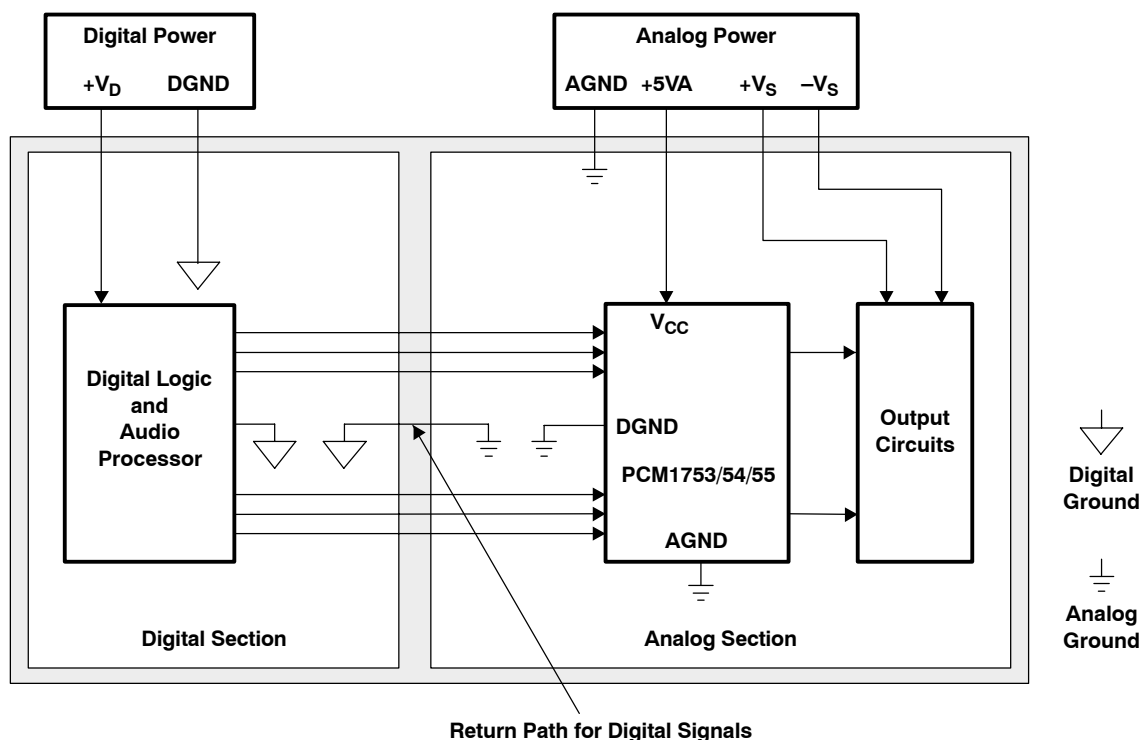 Digital Power
+VD DGND
Analog Power
AGND +5VA +VS –VS
Digital Logic
and
Audio
Processor
VCC
DGND
PCM1753/54/55
AGND
Output
Circuits
Digital
Ground
Analog
Ground
Digital Section
Analog Section
Return Path for Digital Signals